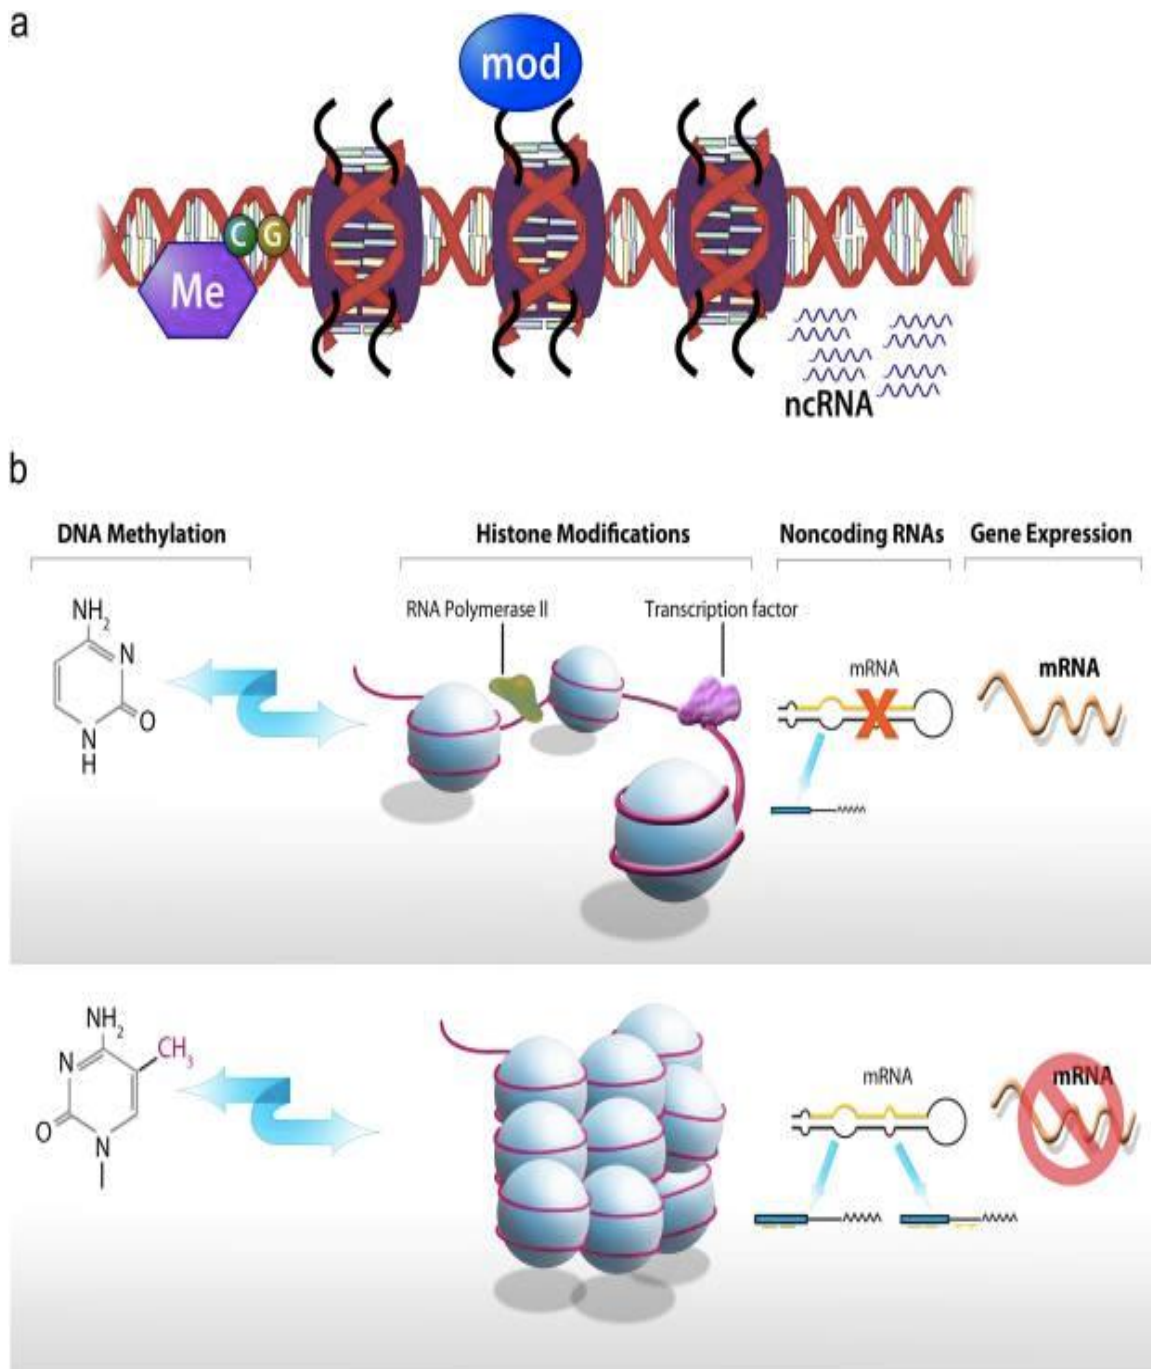 a
mod
C G
Me
ncRNA
b
DNA Methylation
Histone Modifications
Noncoding RNAs
Gene Expression
RNA Polymerase II
Transcription factor
mRNA
mRNA
NH2
N
O
N
H
NH2
CH3
N
O
N
mRNA
mRNA